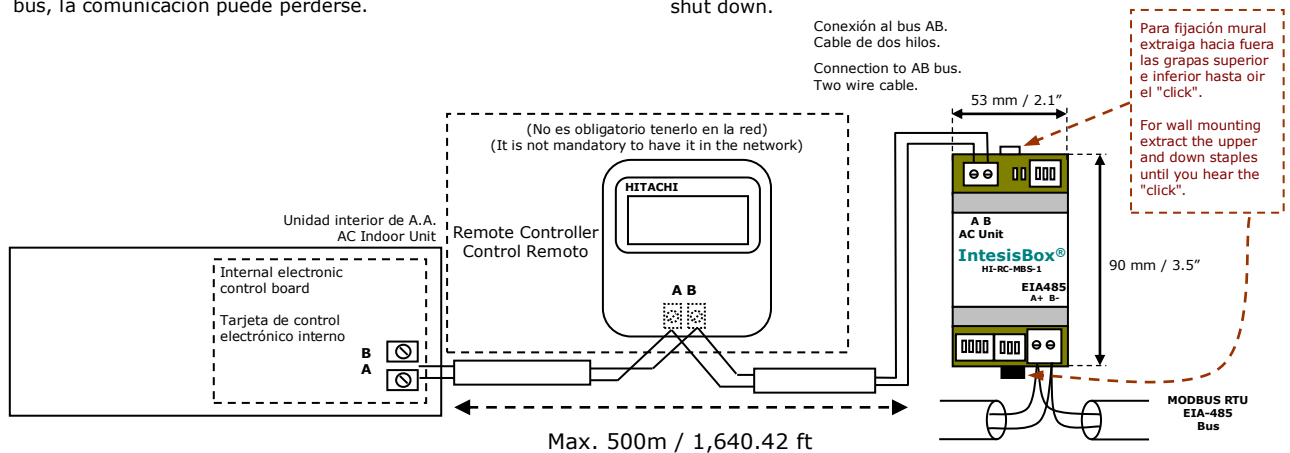 bus, la comunicación puede perderse.
shut down.
Conexión al bus AB.
Cable de dos hilos.
Connection to AB bus.
Two wire cable.
Para fijación mural
extraiga hacia fuera
las grapas superior
e inferior hasta oir
el "click".
For wall mounting
extract the upper
and down staples
until you hear the
"click".
53 mm / 2.1”
(No es obligatorio tenerlo en la red)
(It is not mandatory to have it in the network)
HITACHI
Unidad interior de A.A.
AC Indoor Unit
Remote Controller
Control Remoto
A B
AC Unit
IntesisBox®
HI-RC-MBS-1
EIA485
A+ B-
90 mm / 3.5”
Internal electronic
control board
Tarjeta de control
electrónico interno
A B
B
A
MODBUS RTU
EIA-485
Bus
Max. 500m / 1,640.42 ft